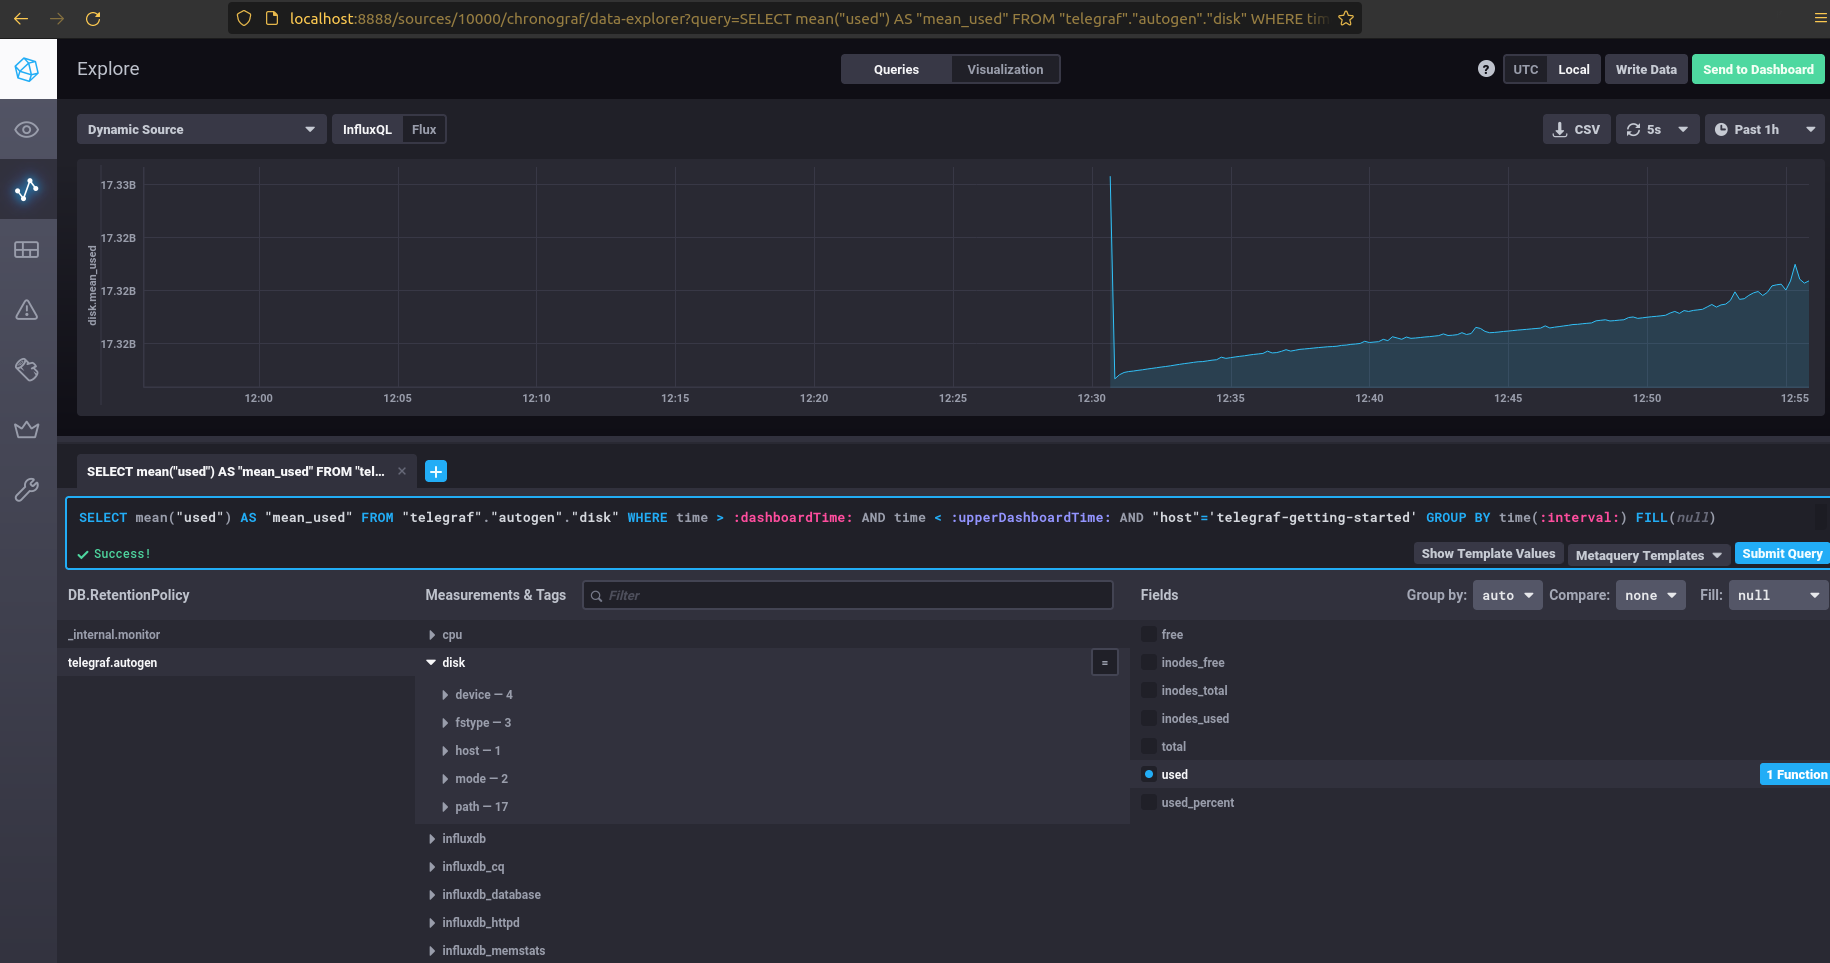 localhost:8888/sources/10000/chronograf/data-explorer?query=SELECT mean("used") AS "mean_used" FROM "telegraf"."autogen"."disk" WHERE tim
Explore
Queries
Visualization
?
UTC
Local
Write Data
Send to Dashboard
Dynamic Source
InfluxQL
Flux
CSV
5s
Past 1h
disk.mean_used
17.33B
17.32B
17.32B
17.32B
12:00
12:05
12:10
12:15
12:20
12:25
12:30
12:35
12:40
12:45
12:50
12:55
SELECT mean("used") AS "mean_used" FROM "tel...
SELECT mean("used") AS "mean_used" FROM "telegraf"."autogen"."disk" WHERE time > :dashboardTime: AND time < :upperDashboardTime: AND "host"='telegraf-getting-started' GROUP BY time(:interval:) FILL(null)
Success!
Show Template Values
Metaquery Templates
Submit Query
DB.RetentionPolicy
Measurements & Tags
Filter
Fields
Group by:
auto
Compare:
none
Fill:
null
_internal.monitor
telegraf.autogen
cpu
disk
=
device — 4
fstype — 3
host — 1
mode — 2
path — 17
influxdb
influxdb_cq
influxdb_database
influxdb_httpd
influxdb_memstats
free
inodes_free
inodes_total
inodes_used
total
used
1 Function
used_percent